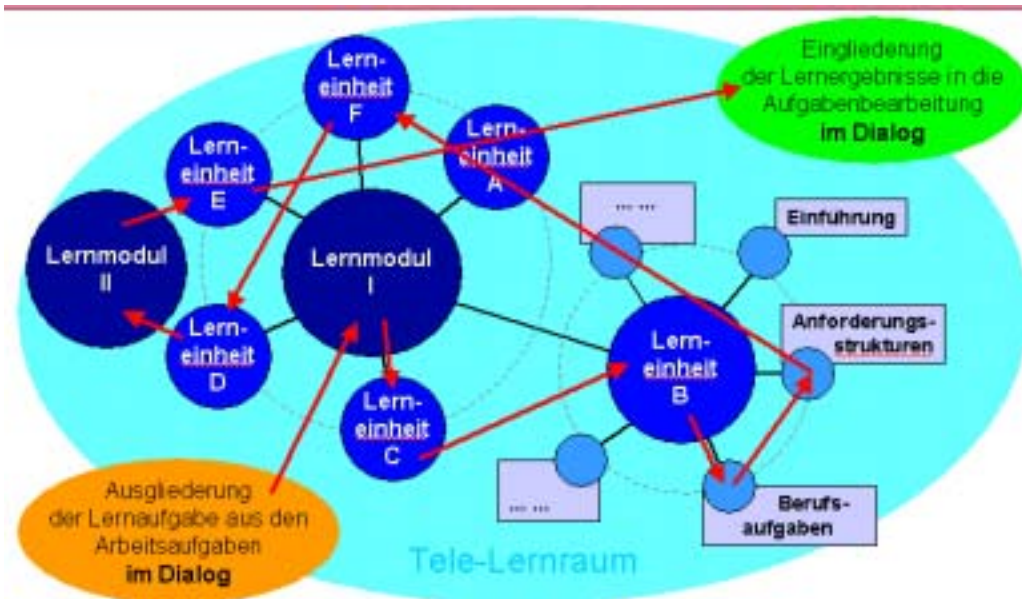 Lern-
einheit
F
Eingliederung
der Lernergebnisse in die
Aufgabenbearbeitung
im Dialog
Lern-
einheit
A
Lern-
einheit
E
... ...
Einführung
Lernmodul
II
Lernmodul
I
Lern-
einheit
D
Lern-
einheit
B
Anforderungs-
strukturen
Lern-
einheit
C
... ...
Berufs-
aufgaben
Ausgliederung
der Lernaufgabe aus den
Arbeitsaufgaben
im Dialog
Tele-Lernraum